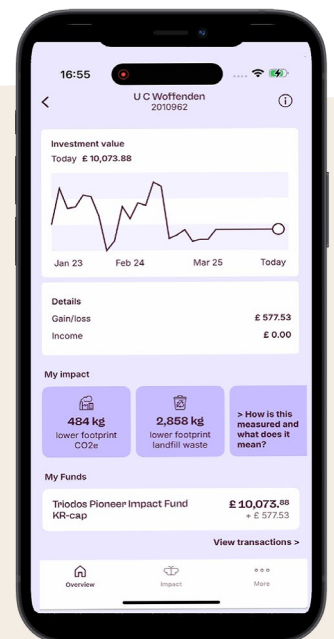 16:55
U C Woffenden
2010962
Investment value
Today £ 10,073.88
Jan 23 Feb 24 Mar 25 Today
Details
Gain/loss £ 577.53
Income £ 0.00
My impact
484 kg
lower footprint
CO2e
2,858 kg
lower footprint
landfill waste
> How is this
measured and
what does it
mean?
My Funds
Triodos Pioneer Impact Fund
KR-cap
£ 10,073.88
+ £ 577.53
View transactions >
Overview Impact More